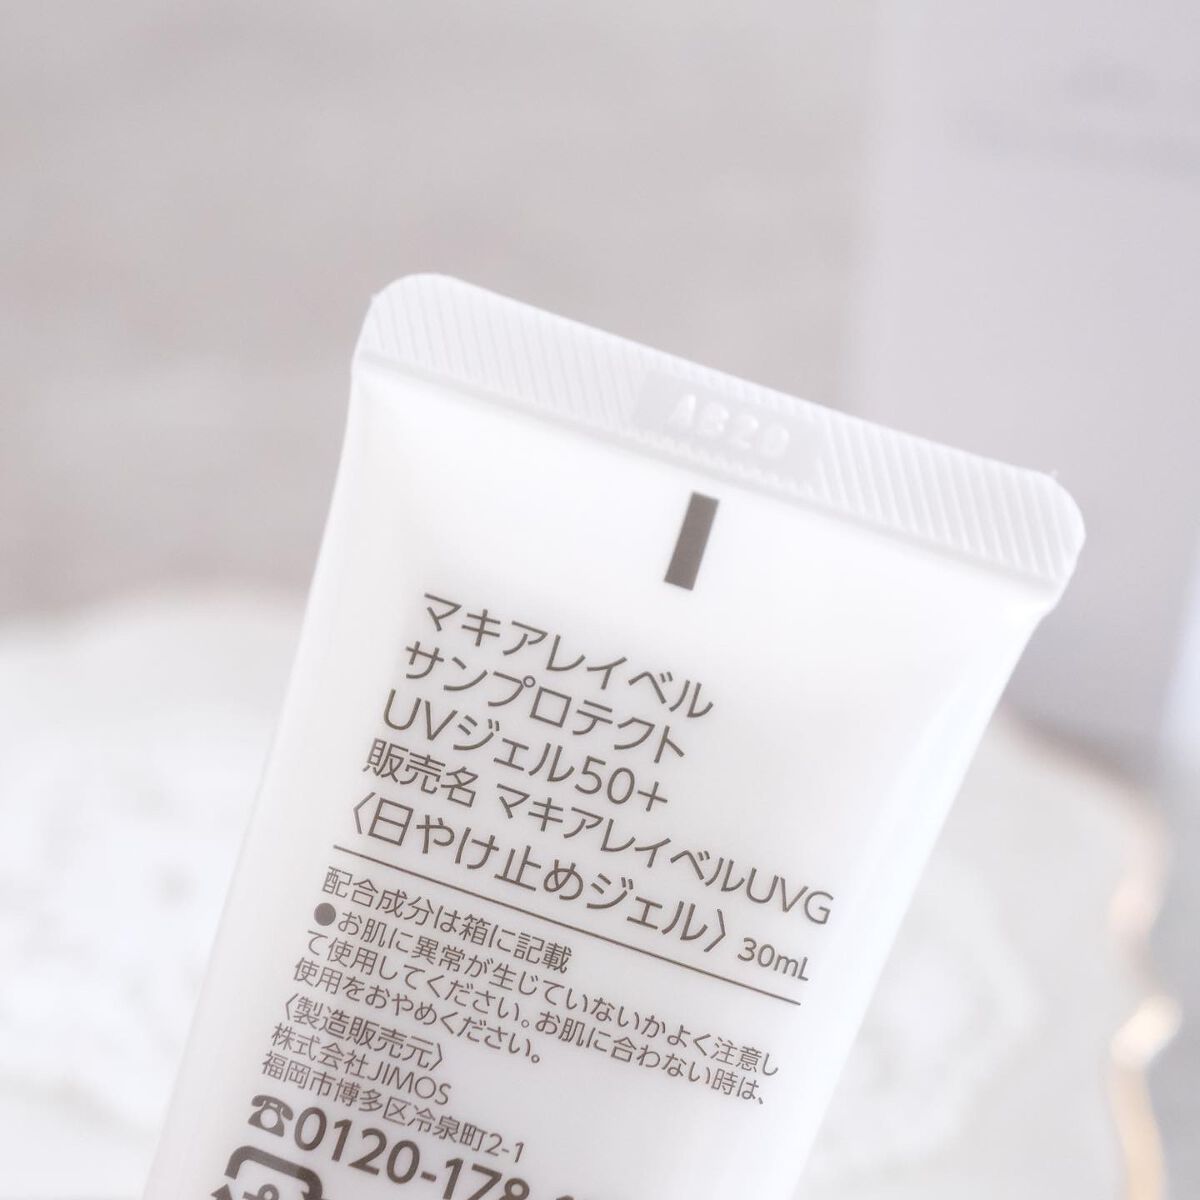 AB20
マキアレイベル
サンプロテクト
UVジェル50+
販売名 マキアレイベルUVG
〈日やけ止めジェル〉 30mL
配合成分は箱に記載
●お肌に異常が生じていないかよく注意し
て使用してください。お肌に合わない時は、
使用をおやめください。
〈製造販売元〉
株式会社JIMOS
福岡市博多区冷泉町2-1
☎0120-178